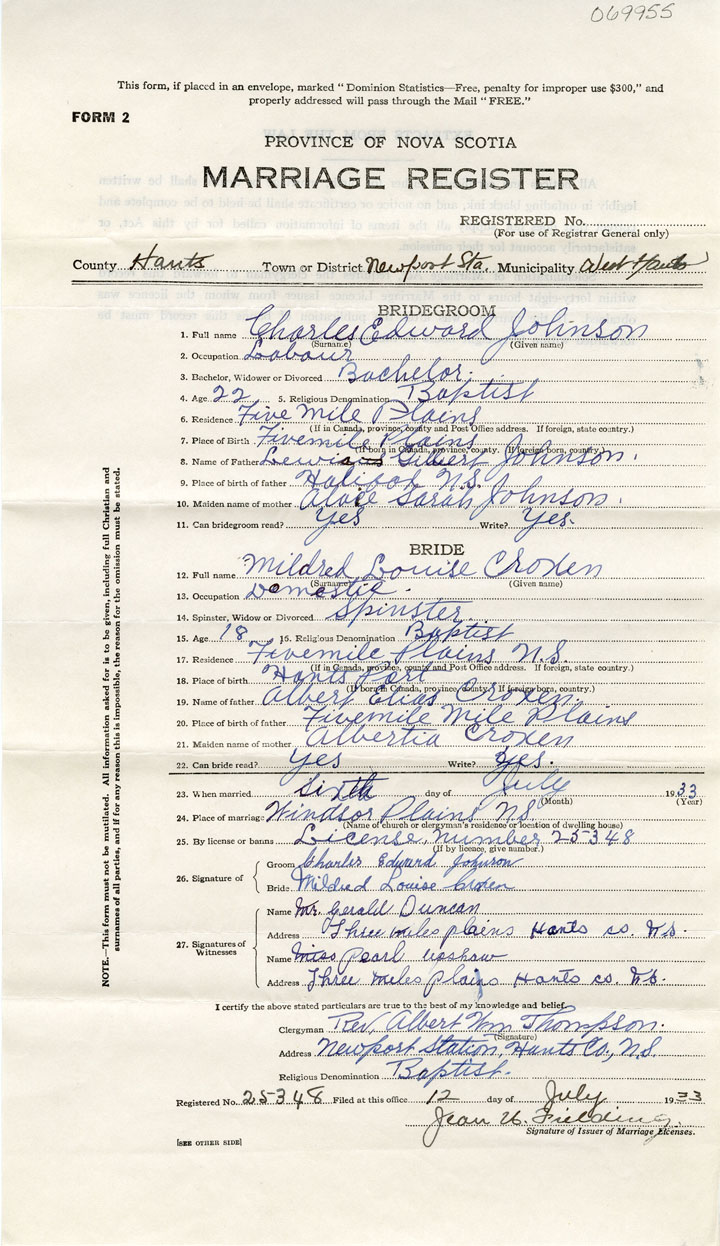 069955
This form, if placed in an envelope, marked "Dominion Statistics—Free, penalty for improper use $300," and
properly addressed will pass through the Mail "FREE."
FORM 2
PROVINCE OF NOVA SCOTIA
MARRIAGE REGISTER
REGISTERED No.
(For use of Registrar General only)
County Hants Town or District Newport Sta. Municipality West Hants
BRIDEGROOM
1. Full name Charles Edward Johnson
(Surname) (Given name)
2. Occupation Labour
3. Bachelor, Widower or Divorced Bachelor.
4. Age 22 5. Religious Denomination Baptist
6. Residence Five Mile Plains
(If in Canada, province, county and Post Office address. If foreign, state country.)
7. Place of Birth Fivemile Plains
(If born in Canada, province, county. If foreign born, country.)
8. Name of Father Gilbert Johnson.
9. Place of birth of father N.S.
10. Maiden name of mother Sarah Johnson.
11. Can bridegroom read? Yes Write? Yes.
BRIDE
12. Full name Mildred Louise Croxen
(Surname) (Given name)
13. Occupation Domestic.
14. Spinster, Widow or Divorced Spinster
15. Age 18 16. Religious Denomination Baptist
17. Residence Fivemile Plains N.S.
(If in Canada, province, county and Post Office address. If foreign, state country.)
18. Place of birth Hants Port
(If born in Canada, province, county. If foreign born, country.)
19. Name of father Albert Elias Croxen.
20. Place of birth of father Fivemile Mile Plains
21. Maiden name of mother Albertia Croxen
22. Can bride read? Yes Write? Yes.
23. When married Sixth day of July 1933
(Month) (Year)
24. Place of marriage Windsor Plains N.S.
(Name of church or clergyman's residence or location of dwelling house)
25. By license or banns License, Number 25348
(If by licence, give number.)
26. Signature of Groom Charles Edward Johnson
Bride Mildred Louise Croxen
27. Signatures of Witnesses
Name Mr. Gerald Duncan
Address Three miles plains Hants co. N.S.
Name Miss Pearl
Address Three miles plains Hants co. N.S.
I certify the above stated particulars are true to the best of my knowledge and belief.
Clergyman Rev, Albert Wm Thompson.
(Signature)
Address Newport Station, Hants Co, N.S.
Religious Denomination Baptist.
Registered No. 25348 Filed at this office 12 day of July 1933
Jean U. Fielding
Signature of Issuer of Marriage Licenses.
[SEE OTHER SIDE]
NOTE.—This form must not be mutilated. All information asked for is to be given, including full Christian and
surnames of all parties, and if for any reason this is impossible, the reason for the omission must be stated.